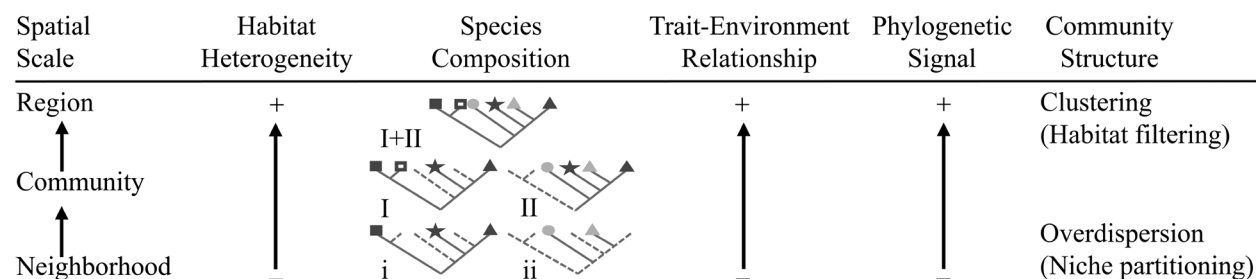 Spatial Scale
Habitat Heterogeneity
Species Composition
Trait-Environment Relationship
Phylogenetic Signal
Community Structure
Region
+
I+II
+
+
Clustering
(Habitat filtering)
Community
I
II
Neighborhood
–
i
ii
–
–
Overdispersion
(Niche partitioning)